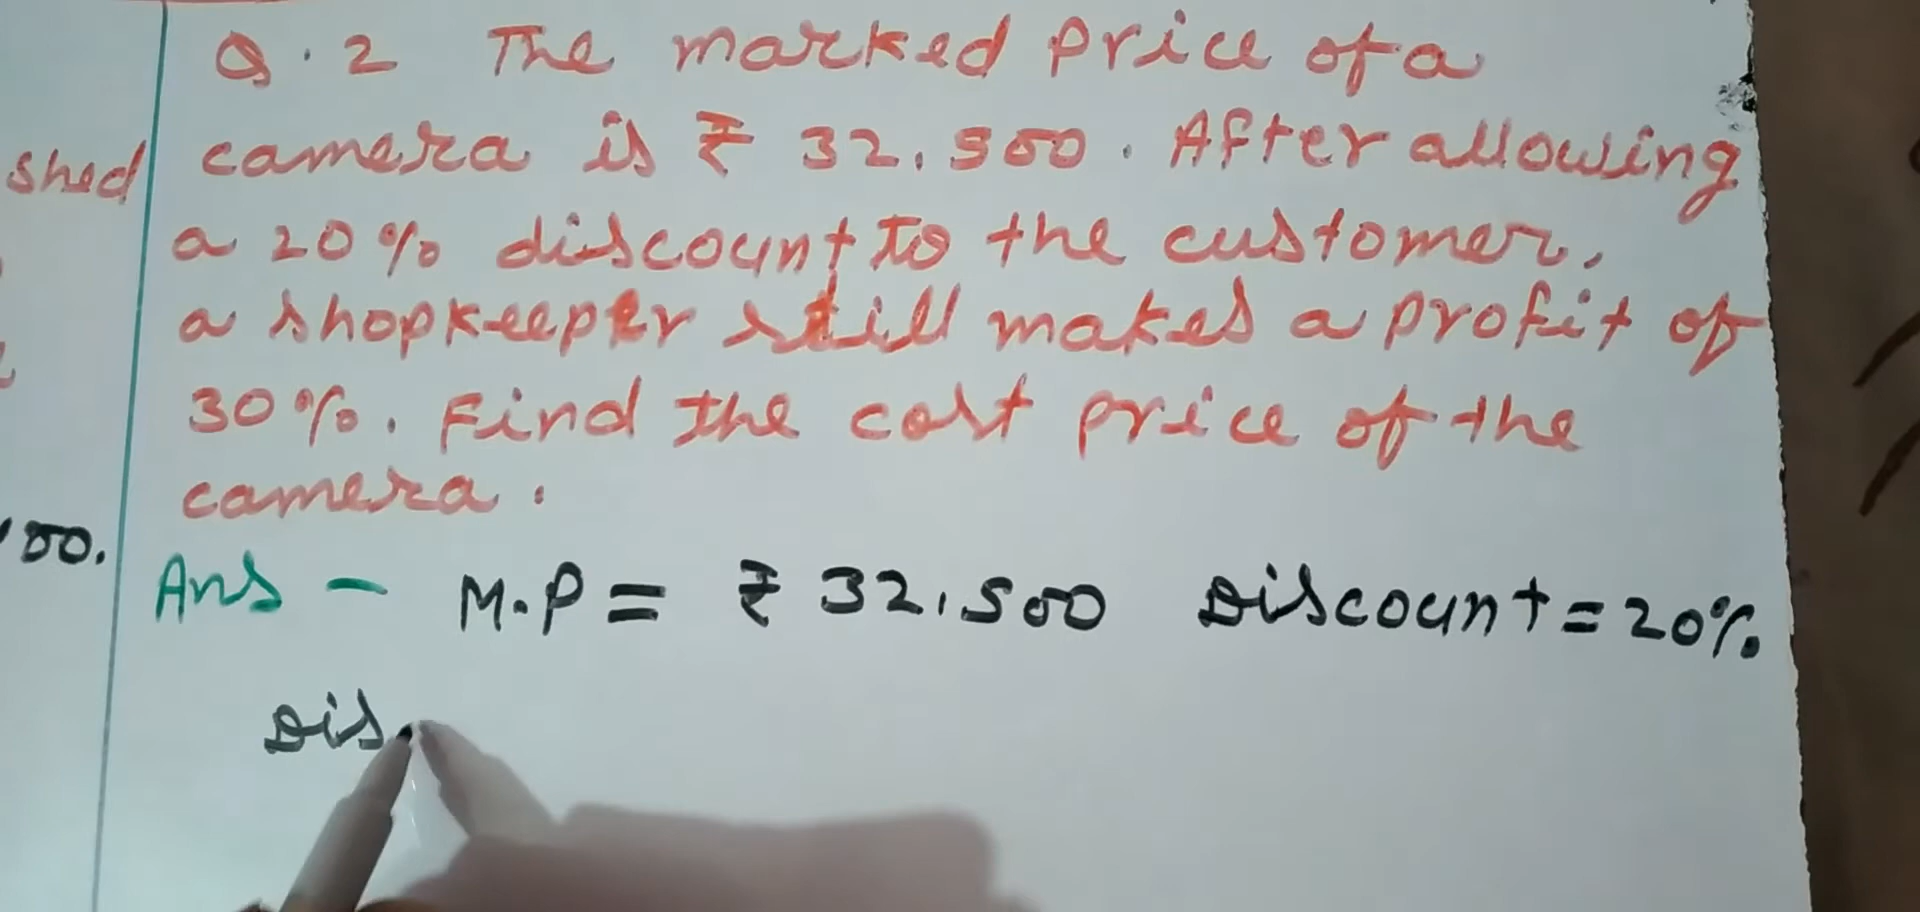 Q.2 The marked price of a
camera is ₹ 32,500. After allowing
shed
a 20% discount to the customer,
a shopkeeper still makes a profit of
30%. Find the cost price of the
camera.
00.
Ans - M.P = ₹ 32,500 Discount = 20%
Dis